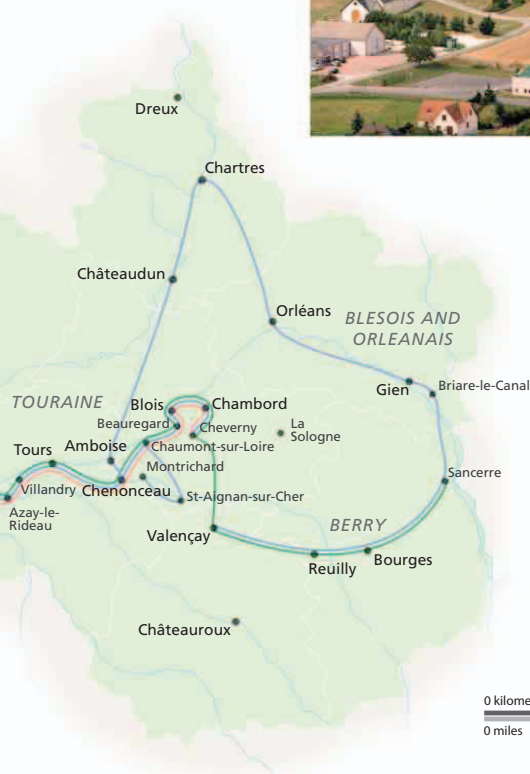 Dreux
Chartres
Châteaudun
Orléans
BLESOIS AND
ORLEANAIS
Gien
Briare-le-Canal
TOURAINE
Blois
Chambord
Beauregard
Cheverny
La
Sologne
Tours
Amboise
Chaumont-sur-Loire
Montrichard
Sancerre
Villandry
Chenonceau
St-Aignan-sur-Cher
Azay-le-
Rideau
Valençay
BERRY
Reuilly
Bourges
Châteauroux
0 kilome
0 miles